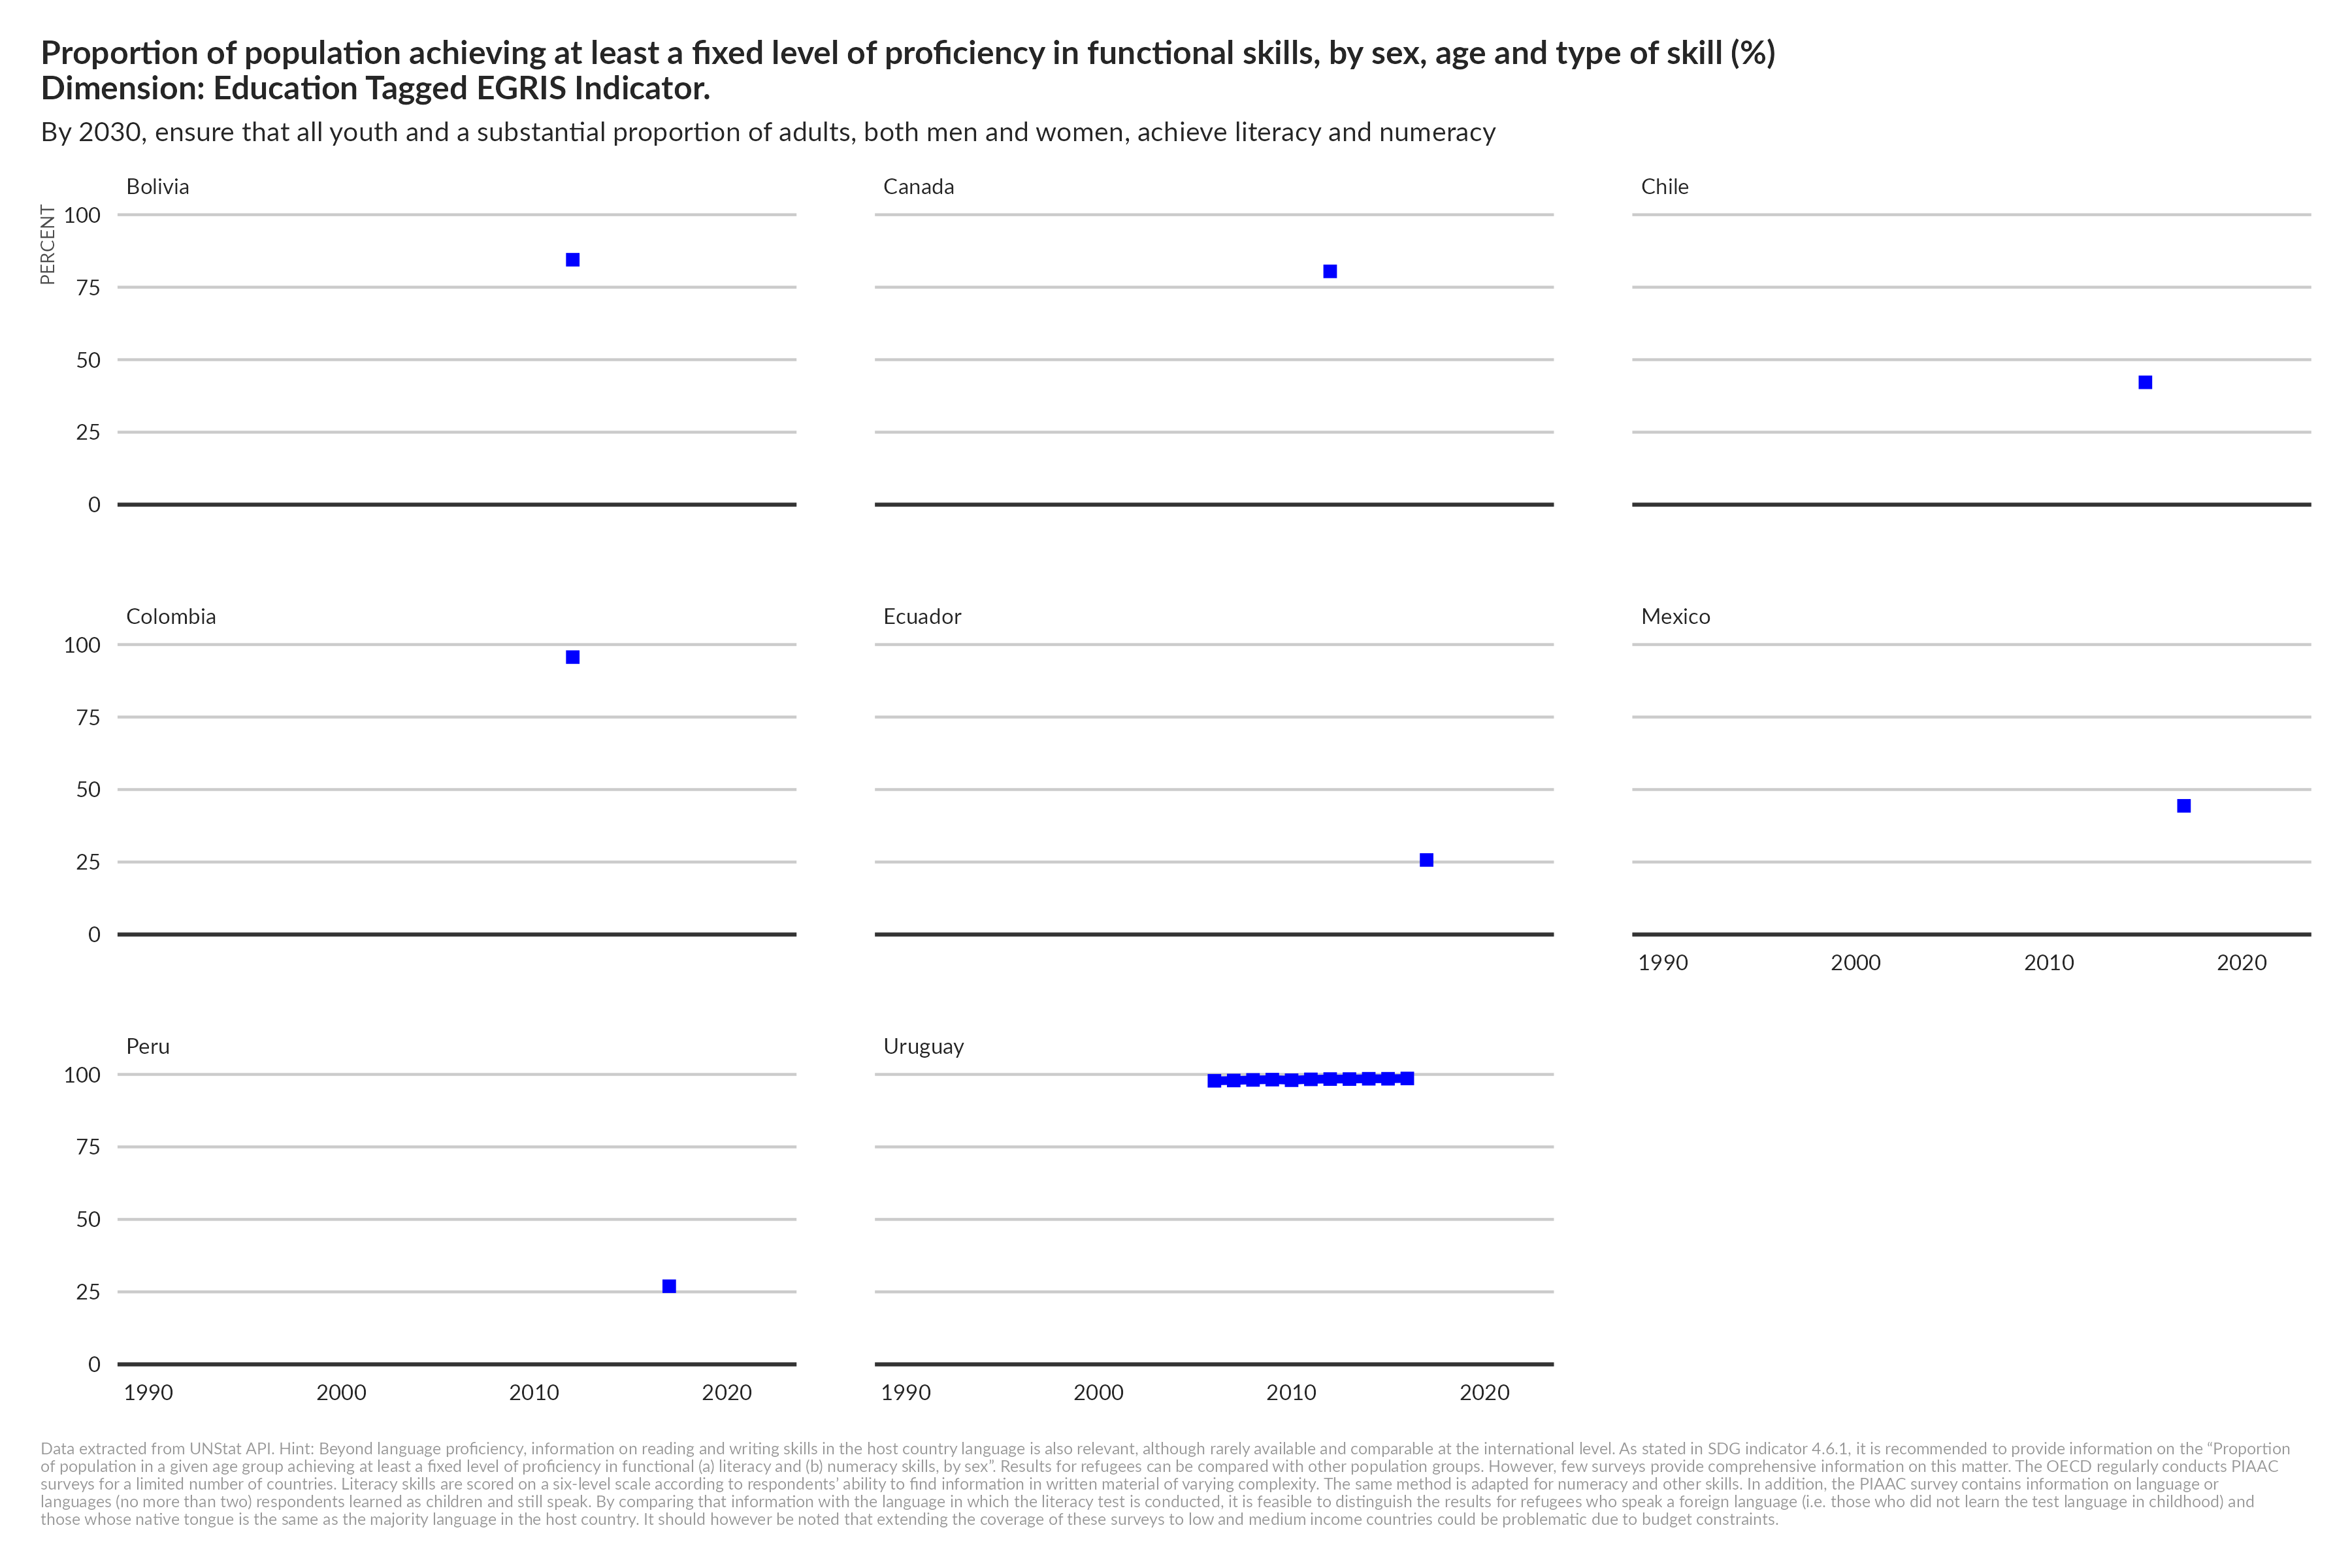 Proportion of population achieving at least a fixed level of proficiency in functional skills, by sex, age and type of skill (%)
Dimension: Education Tagged EGRIS Indicator.
By 2030, ensure that all youth and a substantial proportion of adults, both men and women, achieve literacy and numeracy
Bolivia
Canada
Chile
PERCENT
100
75
50
25
0
Colombia
Ecuador
Mexico
100
75
50
25
0
1990 2000 2010 2020
Peru
Uruguay
100
75
50
25
0
1990 2000 2010 2020
1990 2000 2010 2020
Data extracted from UNStat API. Hint: Beyond language proficiency, information on reading and writing skills in the host country language is also relevant, although rarely available and comparable at the international level. As stated in SDG indicator 4.6.1, it is recommended to provide information on the “Proportion
of population in a given age group achieving at least a fixed level of proficiency in functional (a) literacy and (b) numeracy skills, by sex”. Results for refugees can be compared with other population groups. However, few surveys provide comprehensive information on this matter. The OECD regularly conducts PIAAC
surveys for a limited number of countries. Literacy skills are scored on a six-level scale according to respondents’ ability to find information in written material of varying complexity. The same method is adapted for numeracy and other skills. In addition, the PIAAC survey contains information on language or
languages (no more than two) respondents learned as children and still speak. By comparing that information with the language in which the literacy test is conducted, it is feasible to distinguish the results for refugees who speak a foreign language (i.e. those who did not learn the test language in childhood) and
those whose native tongue is the same as the majority language in the host country. It should however be noted that extending the coverage of these surveys to low and medium income countries could be problematic due to budget constraints.